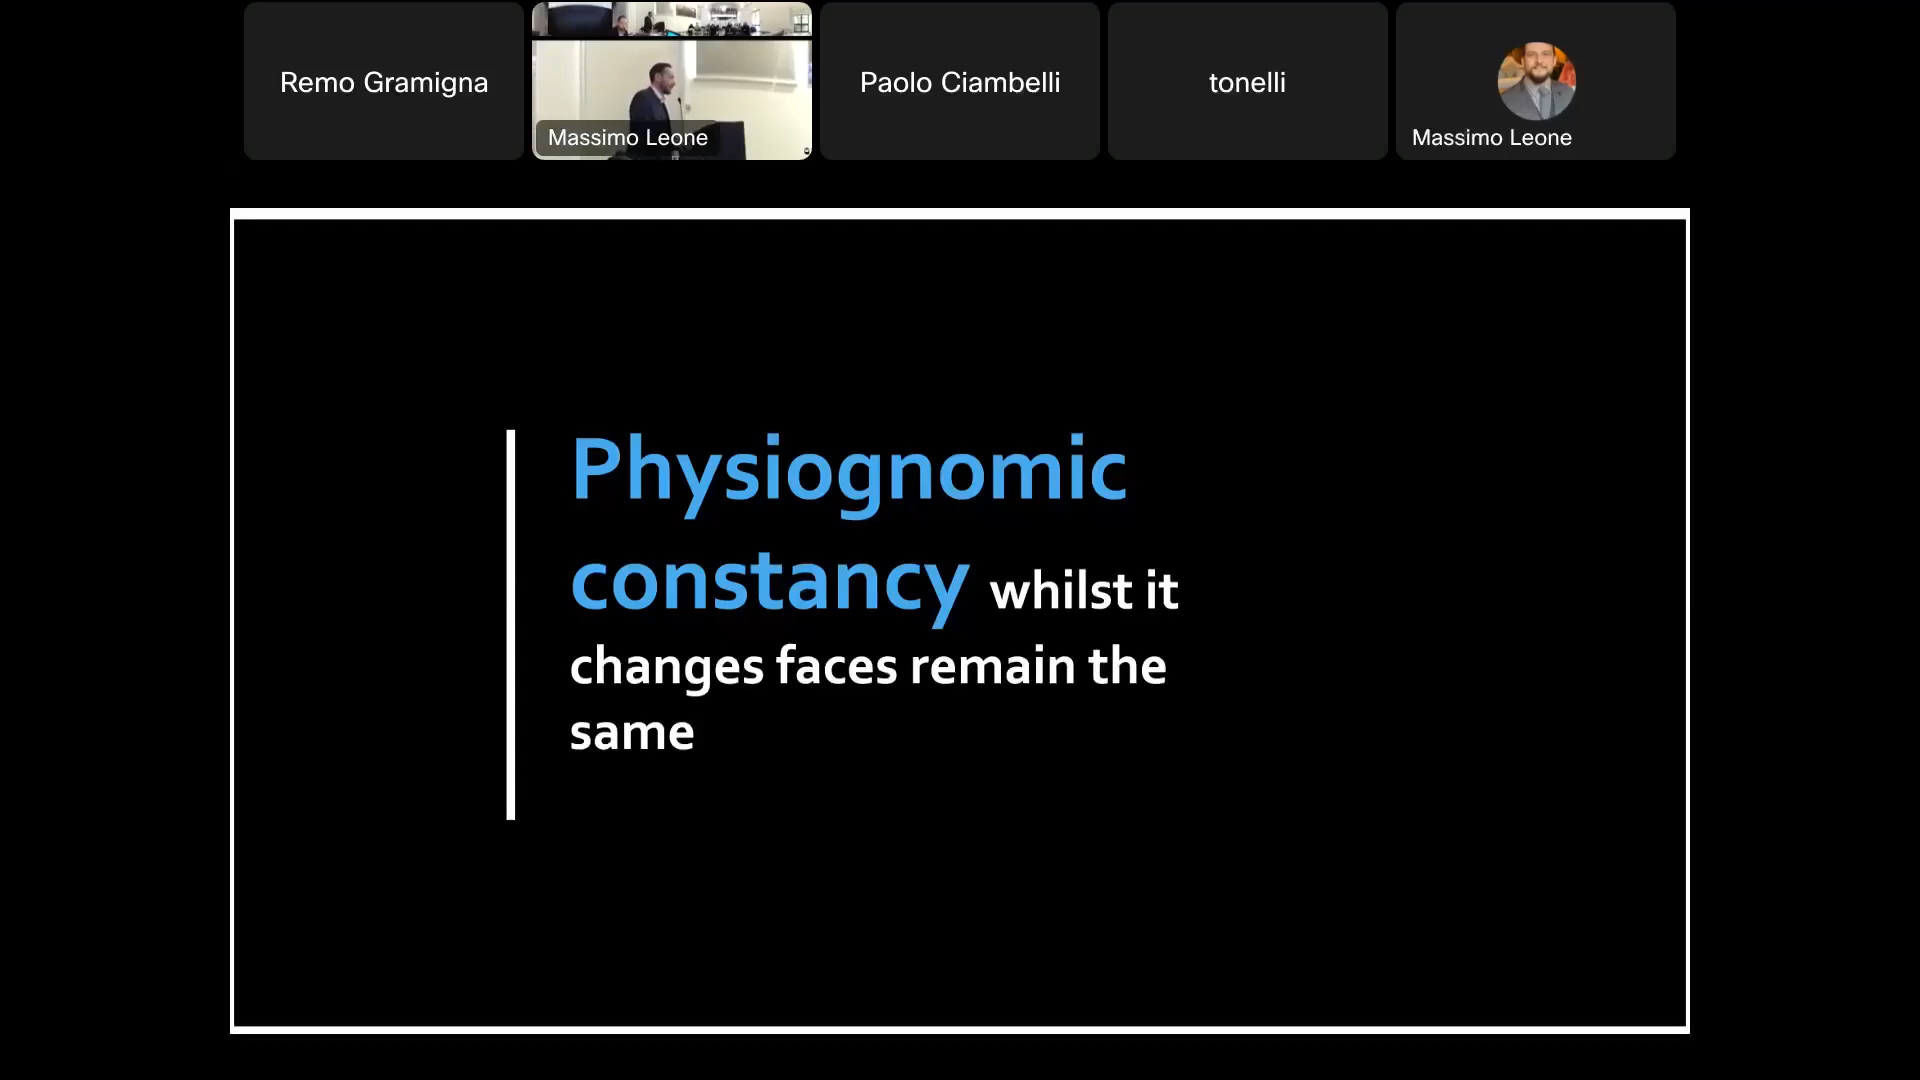 Remo Gramigna
Massimo Leone
Paolo Ciambelli
tonelli
Massimo Leone
Physiognomic
constancy whilst it
changes faces remain the
same